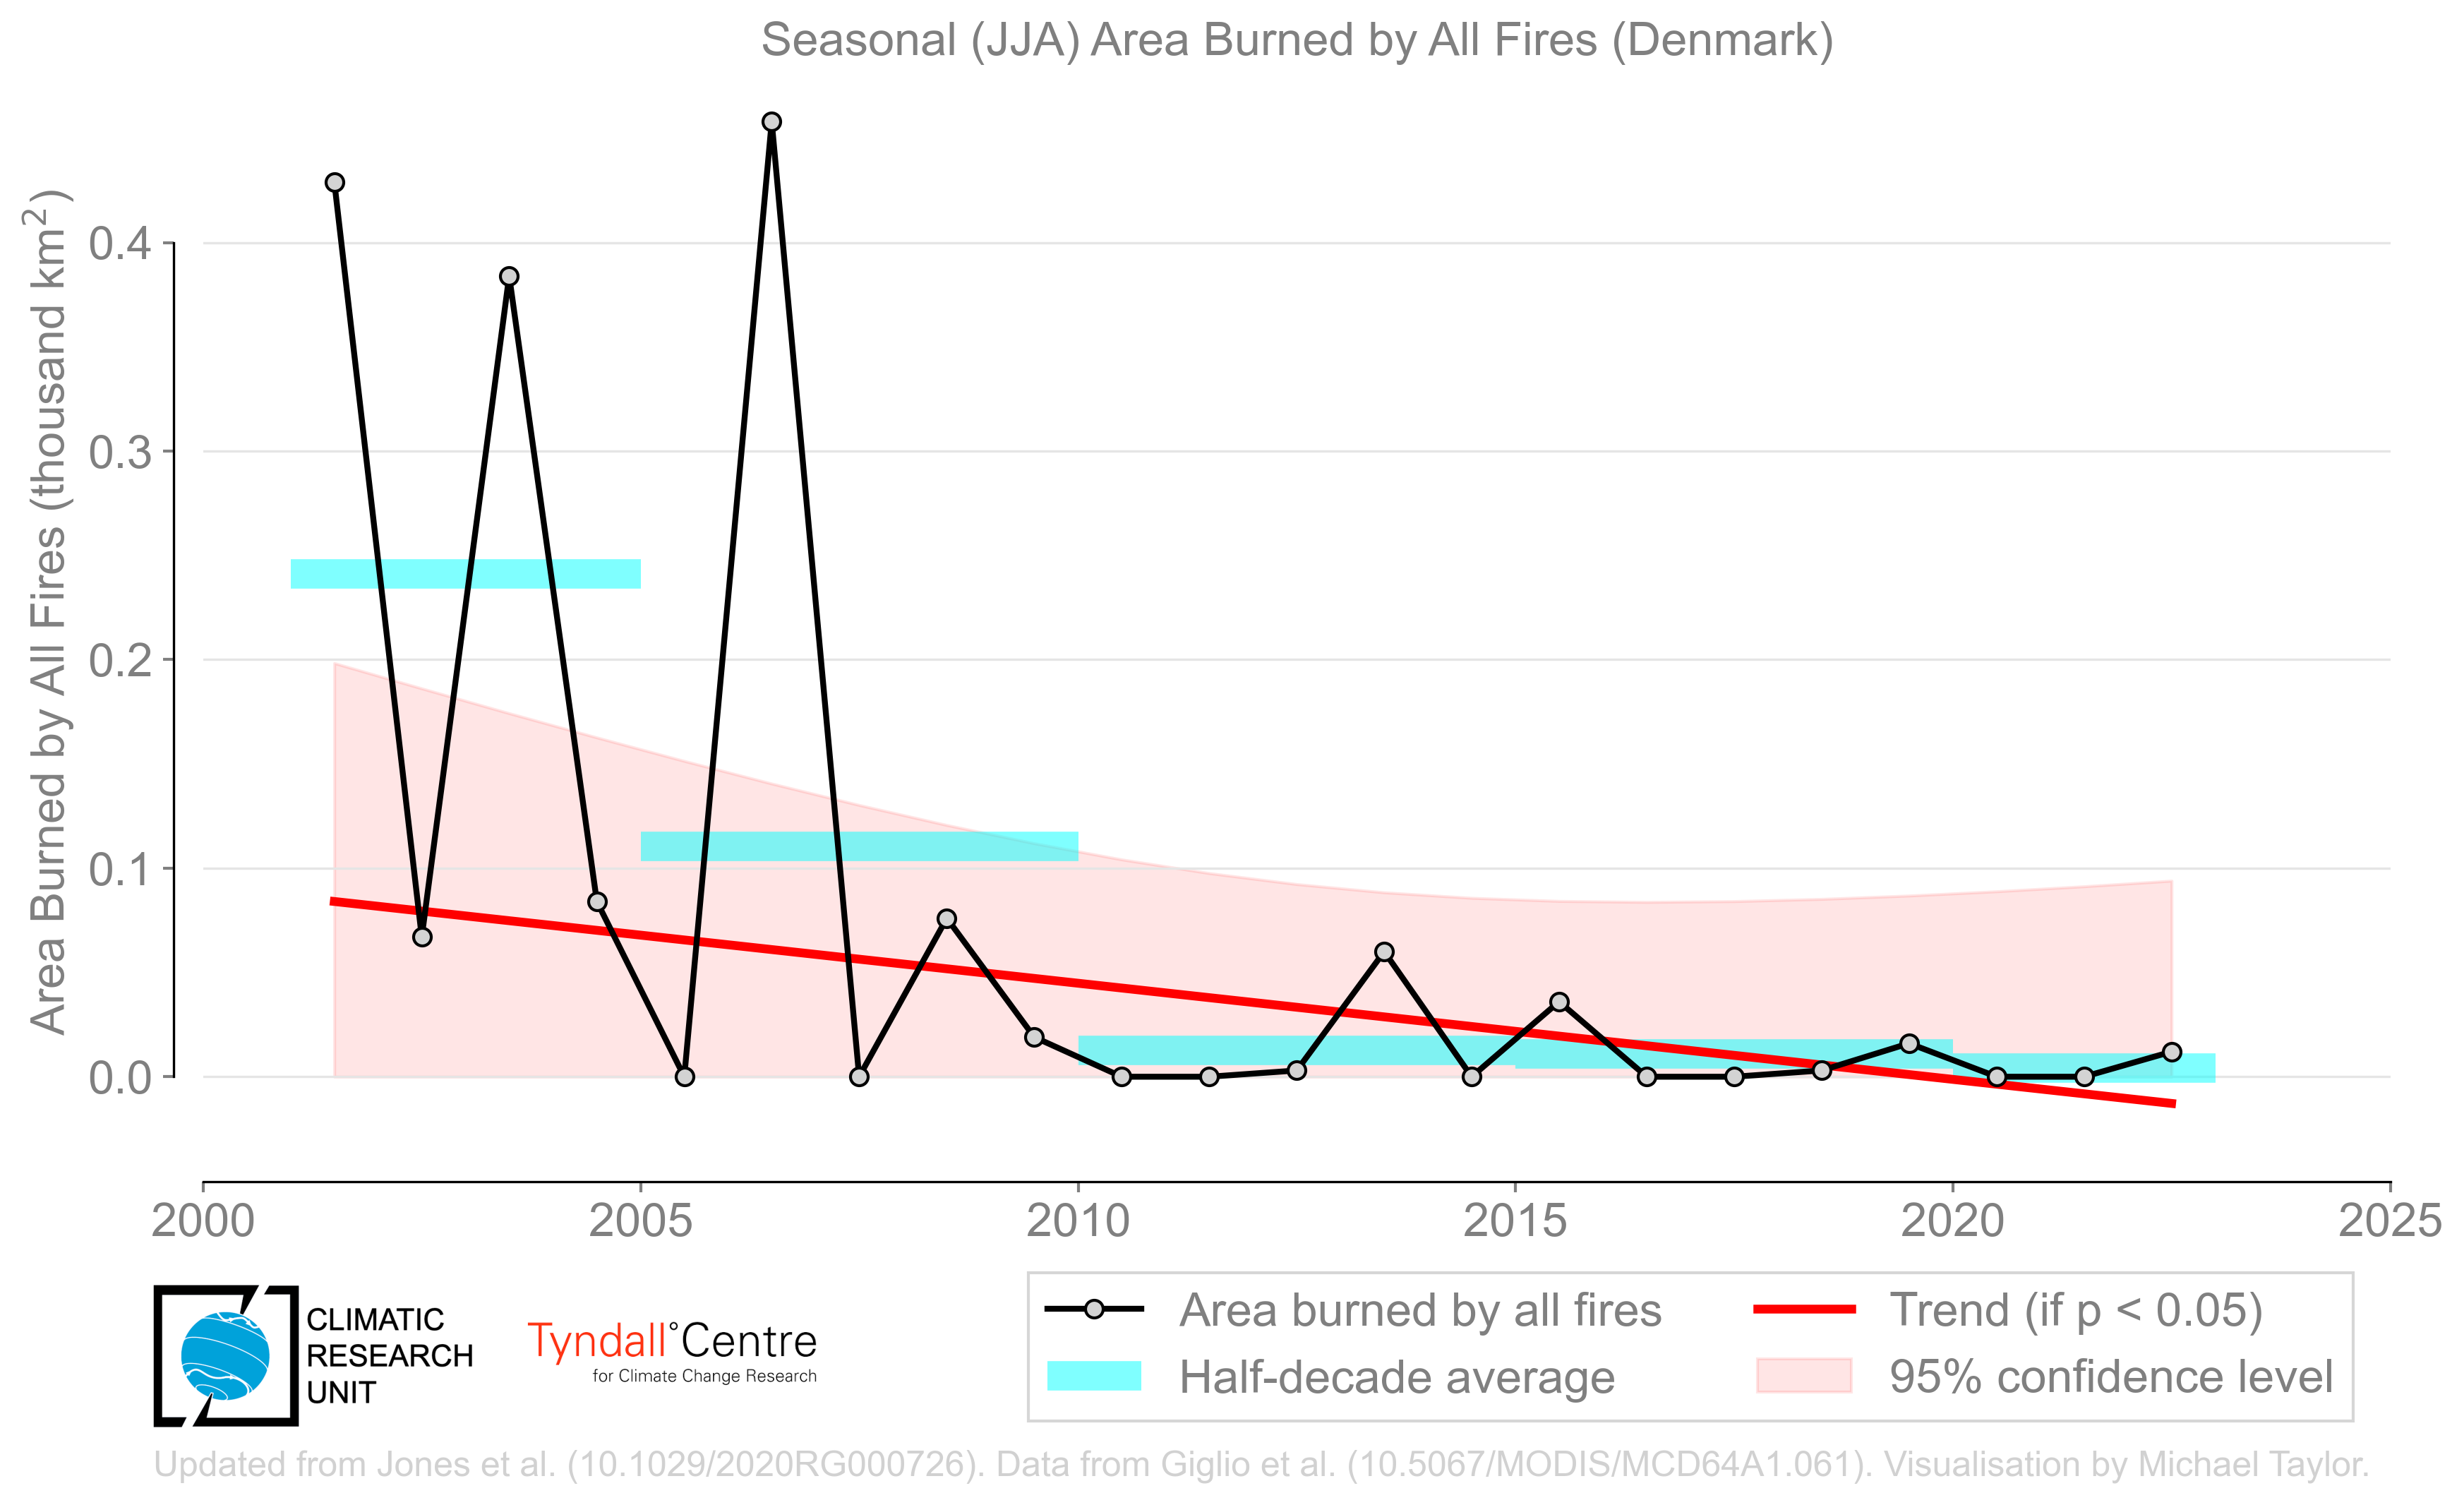 Seasonal (JJA) Area Burned by All Fires (Denmark)
Area Burned by All Fires (thousand km²)
0.4
0.3
0.2
0.1
0.0
2000 2005 2010 2015 2020 2025
CLIMATIC
RESEARCH
UNIT
Tyndall°Centre
for Climate Change Research
Area burned by all fires
Half-decade average
Trend (if p < 0.05)
95% confidence level
Updated from Jones et al. (10.1029/2020RG000726). Data from Giglio et al. (10.5067/MODIS/MCD64A1.061). Visualisation by Michael Taylor.